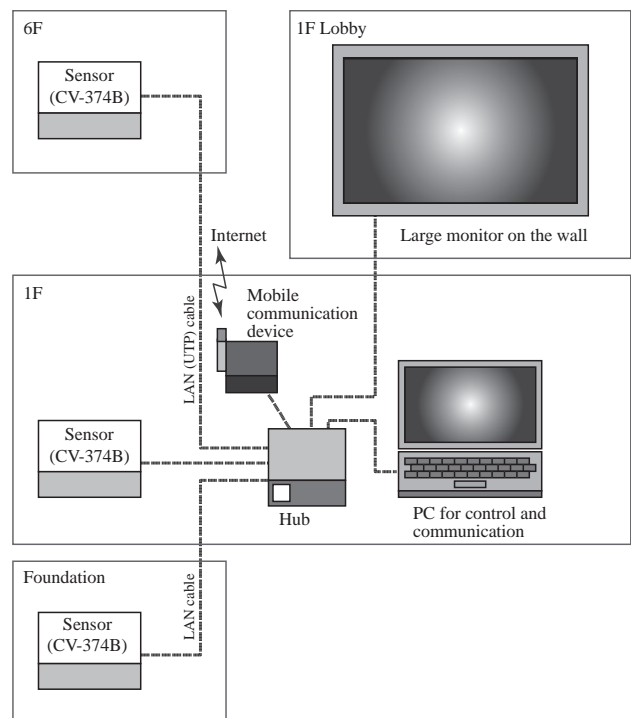 6F
Sensor
(CV-374B)
1F Lobby
Large monitor on the wall
Internet
LAN (UTP) cable
1F
Mobile
communication
device
Sensor
(CV-374B)
Hub
PC for control and
communication
Foundation
LAN cable
Sensor
(CV-374B)